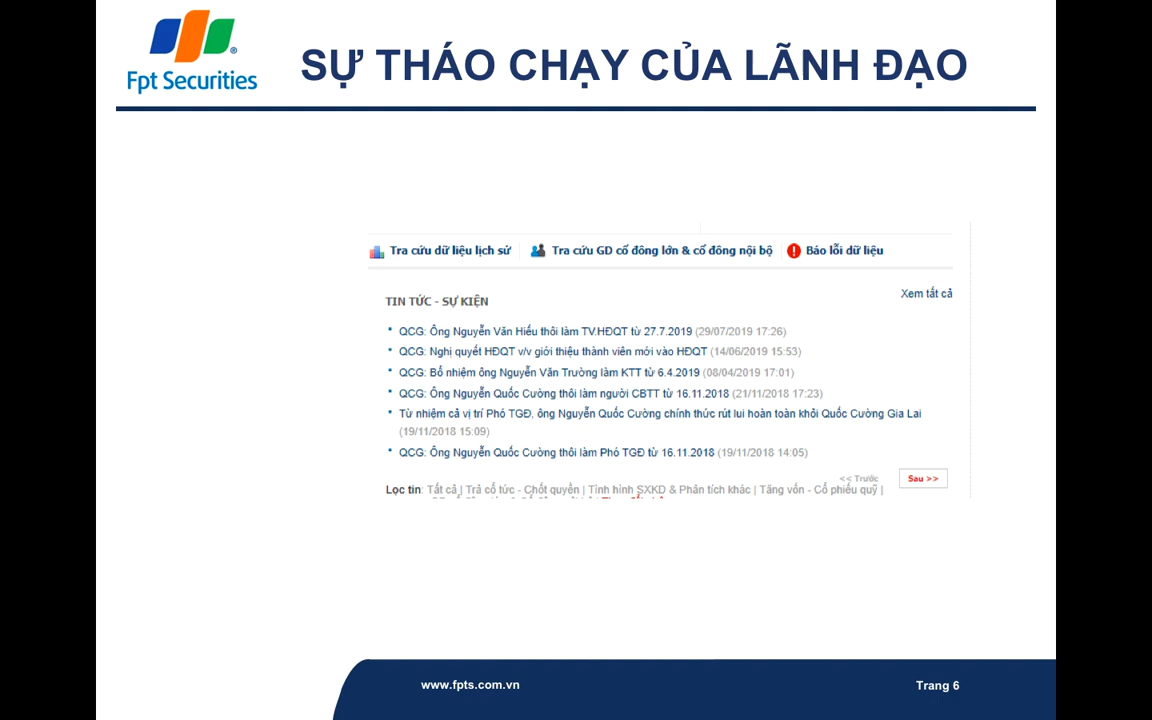 Fpt Securities
SỰ THÁO CHẠY CỦA LÃNH ĐẠO
Tra cứu dữ liệu lịch sử Tra cứu GD cổ đông lớn & cổ đông nội bộ Báo lỗi dữ liệu
Xem tất cả
TIN TỨC - SỰ KIỆN
QCG: Ông Nguyễn Văn Hiếu thôi làm TV.HĐQT từ 27.7.2019 (29/07/2019 17:26)
QCG: Nghị quyết HĐQT v/v giới thiệu thành viên mới vào HĐQT (14/06/2019 15:53)
QCG: Bổ nhiệm ông Nguyễn Văn Trường làm KTT từ 6.4.2019 (08/04/2019 17:01)
QCG: Ông Nguyễn Quốc Cường thôi làm người CBTT từ 16.11.2018 (21/11/2018 17:23)
Từ nhiệm cả vị trí Phó TGĐ, ông Nguyễn Quốc Cường chính thức rút lui hoàn toàn khỏi Quốc Cường Gia Lai
(19/11/2018 15:09)
QCG: Ông Nguyễn Quốc Cường thôi làm Phó TGĐ từ 16.11.2018 (19/11/2018 14:05)
<< Trước Sau >>
Lọc tin: Tất cả | Trả cổ tức - Chốt quyền | Tình hình SXKD & Phân tích khác | Tăng vốn - Cổ phiếu quỹ |
www.fpts.com.vn
Trang 6